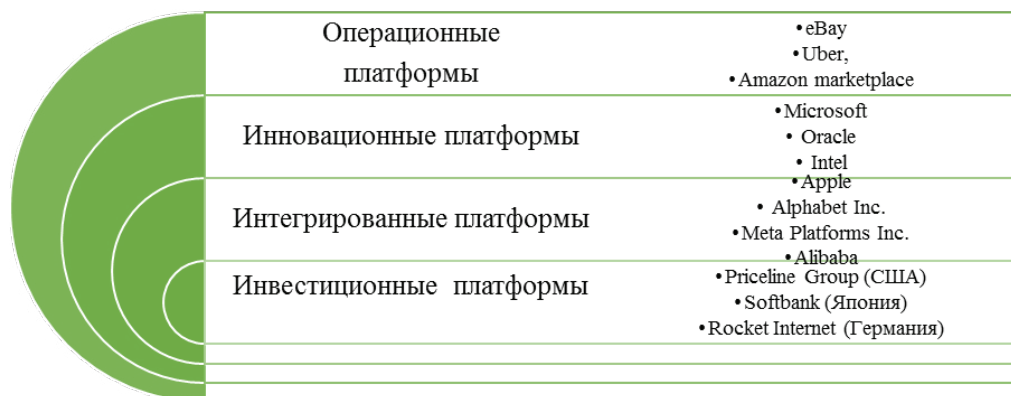 Операционные
платформы
• eBay
• Uber,
• Amazon marketplace
Инновационные платформы
• Microsoft
• Oracle
• Intel
Интегрированные платформы
• Apple
• Alphabet Inc.
• Meta Platforms Inc.
• Alibaba
Инвестиционные платформы
• Priceline Group (США)
• Softbank (Япония)
• Rocket Internet (Германия)